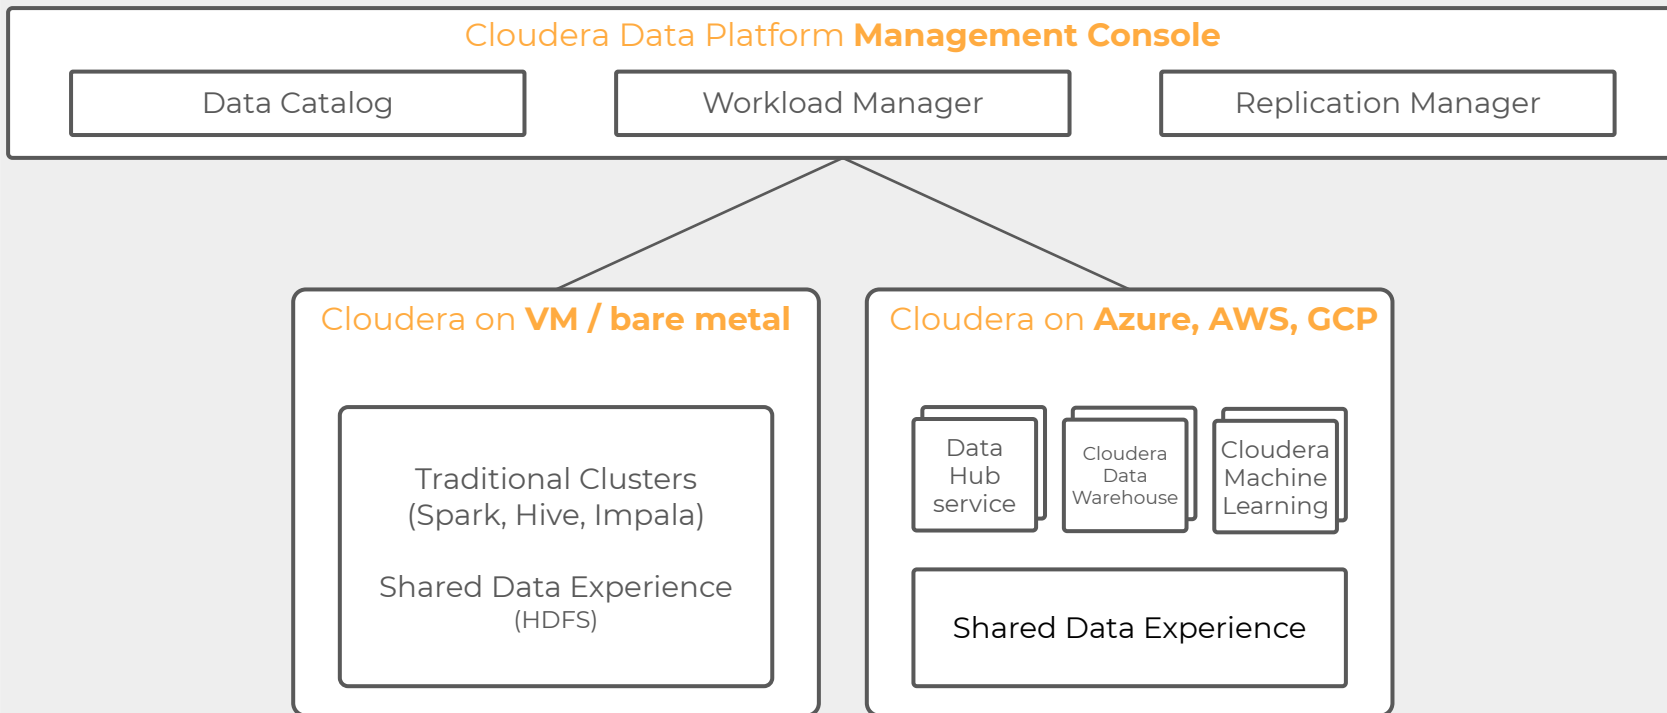 Cloudera Data Platform Management Console
Data Catalog
Workload Manager
Replication Manager
Cloudera on VM / bare metal
Traditional Clusters
(Spark, Hive, Impala)
Shared Data Experience
(HDFS)
Cloudera on Azure, AWS, GCP
Data
Hub
service
Cloudera
Data
Warehouse
Cloudera
Machine
Learning
Shared Data Experience